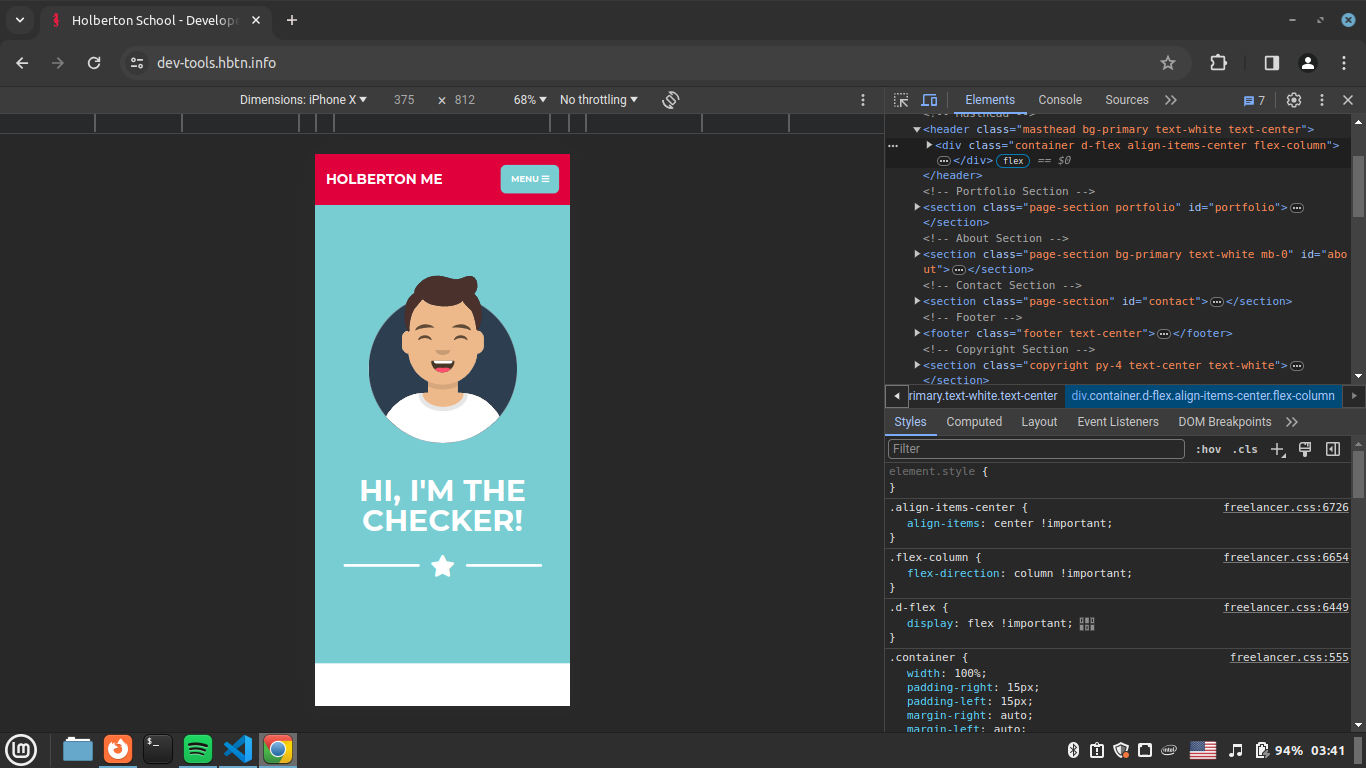 Holberton School - Develope
dev-tools.hbtn.info
Dimensions: iPhone X 375 × 812 68% No throttling
HOLBERTON ME
MENU
HI, I'M THE
CHECKER!
Elements Console Sources 7
<!-- Masthead -->
<header class="masthead bg-primary text-white text-center">
<div class="container d-flex align-items-center flex-column">
</div> flex == $0
</header>
<!-- Portfolio Section -->
<section class="page-section portfolio" id="portfolio">
</section>
<!-- About Section -->
<section class="page-section bg-primary text-white mb-0" id="abo
ut"> </section>
<!-- Contact Section -->
<section class="page-section" id="contact"> </section>
<!-- Footer -->
<footer class="footer text-center"> </footer>
<!-- Copyright Section -->
<section class="copyright py-4 text-center text-white">
</section>
rimary.text-white.text-center div.container.d-flex.align-items-center.flex-column
Styles Computed Layout Event Listeners DOM Breakpoints
Filter :hov .cls
element.style {
}
.align-items-center { freelancer.css:6726
align-items: center !important;
}
.flex-column { freelancer.css:6654
flex-direction: column !important;
}
.d-flex { freelancer.css:6449
display: flex !important;
}
.container { freelancer.css:555
width: 100%;
padding-right: 15px;
padding-left: 15px;
margin-right: auto;
margin-left: auto;
$_
intel
94% 03:41